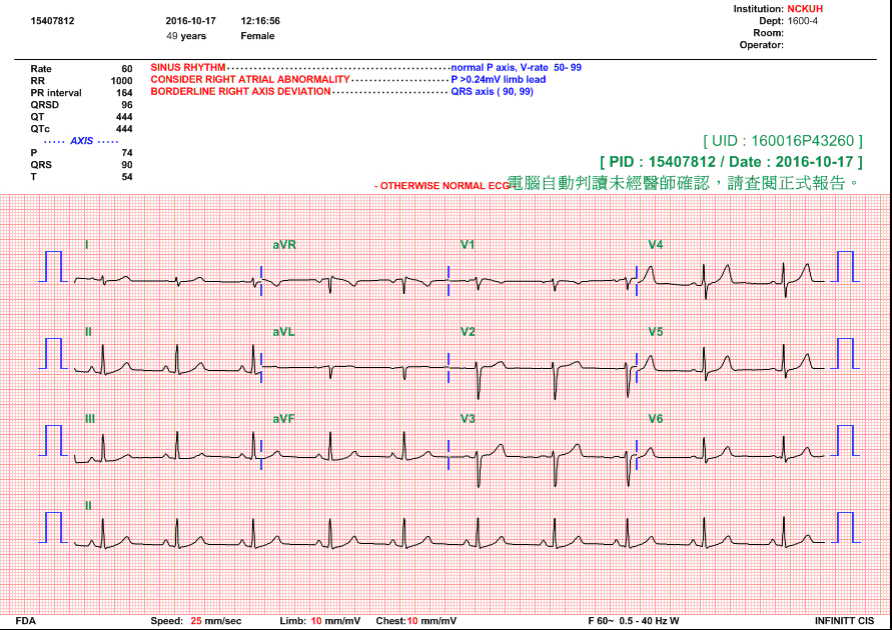 Institution: NCKUH
15407812 2016-10-17 12:16:56 Dept: 1600-4
49 years Female Room:
Operator:
Rate 60 SINUS RHYTHM - - - - - - - - - - - - - - - - - - - - normal P axis, V-rate 50- 99
RR 1000 CONSIDER RIGHT ATRIAL ABNORMALITY - - - - - - - - - - P >0.24mV limb lead
PR interval 164 BORDERLINE RIGHT AXIS DEVIATION - - - - - - - - - - QRS axis ( 90, 99)
QRSD 96
QT 444
QTc 444
- - - - - AXIS - - - - -
P 74
QRS 90
T 54
[ UID : 160016P43260 ]
[ PID : 15407812 / Date : 2016-10-17 ]
- OTHERWISE NORMAL ECG 電腦自動判讀未經醫師確認，請查閱正式報告。
I aVR V1 V4
II aVL V2 V5
III aVF V3 V6
II
FDA Speed: 25 mm/sec Limb: 10 mm/mV Chest: 10 mm/mV F 60~ 0.5 - 40 Hz W INFINITT CIS